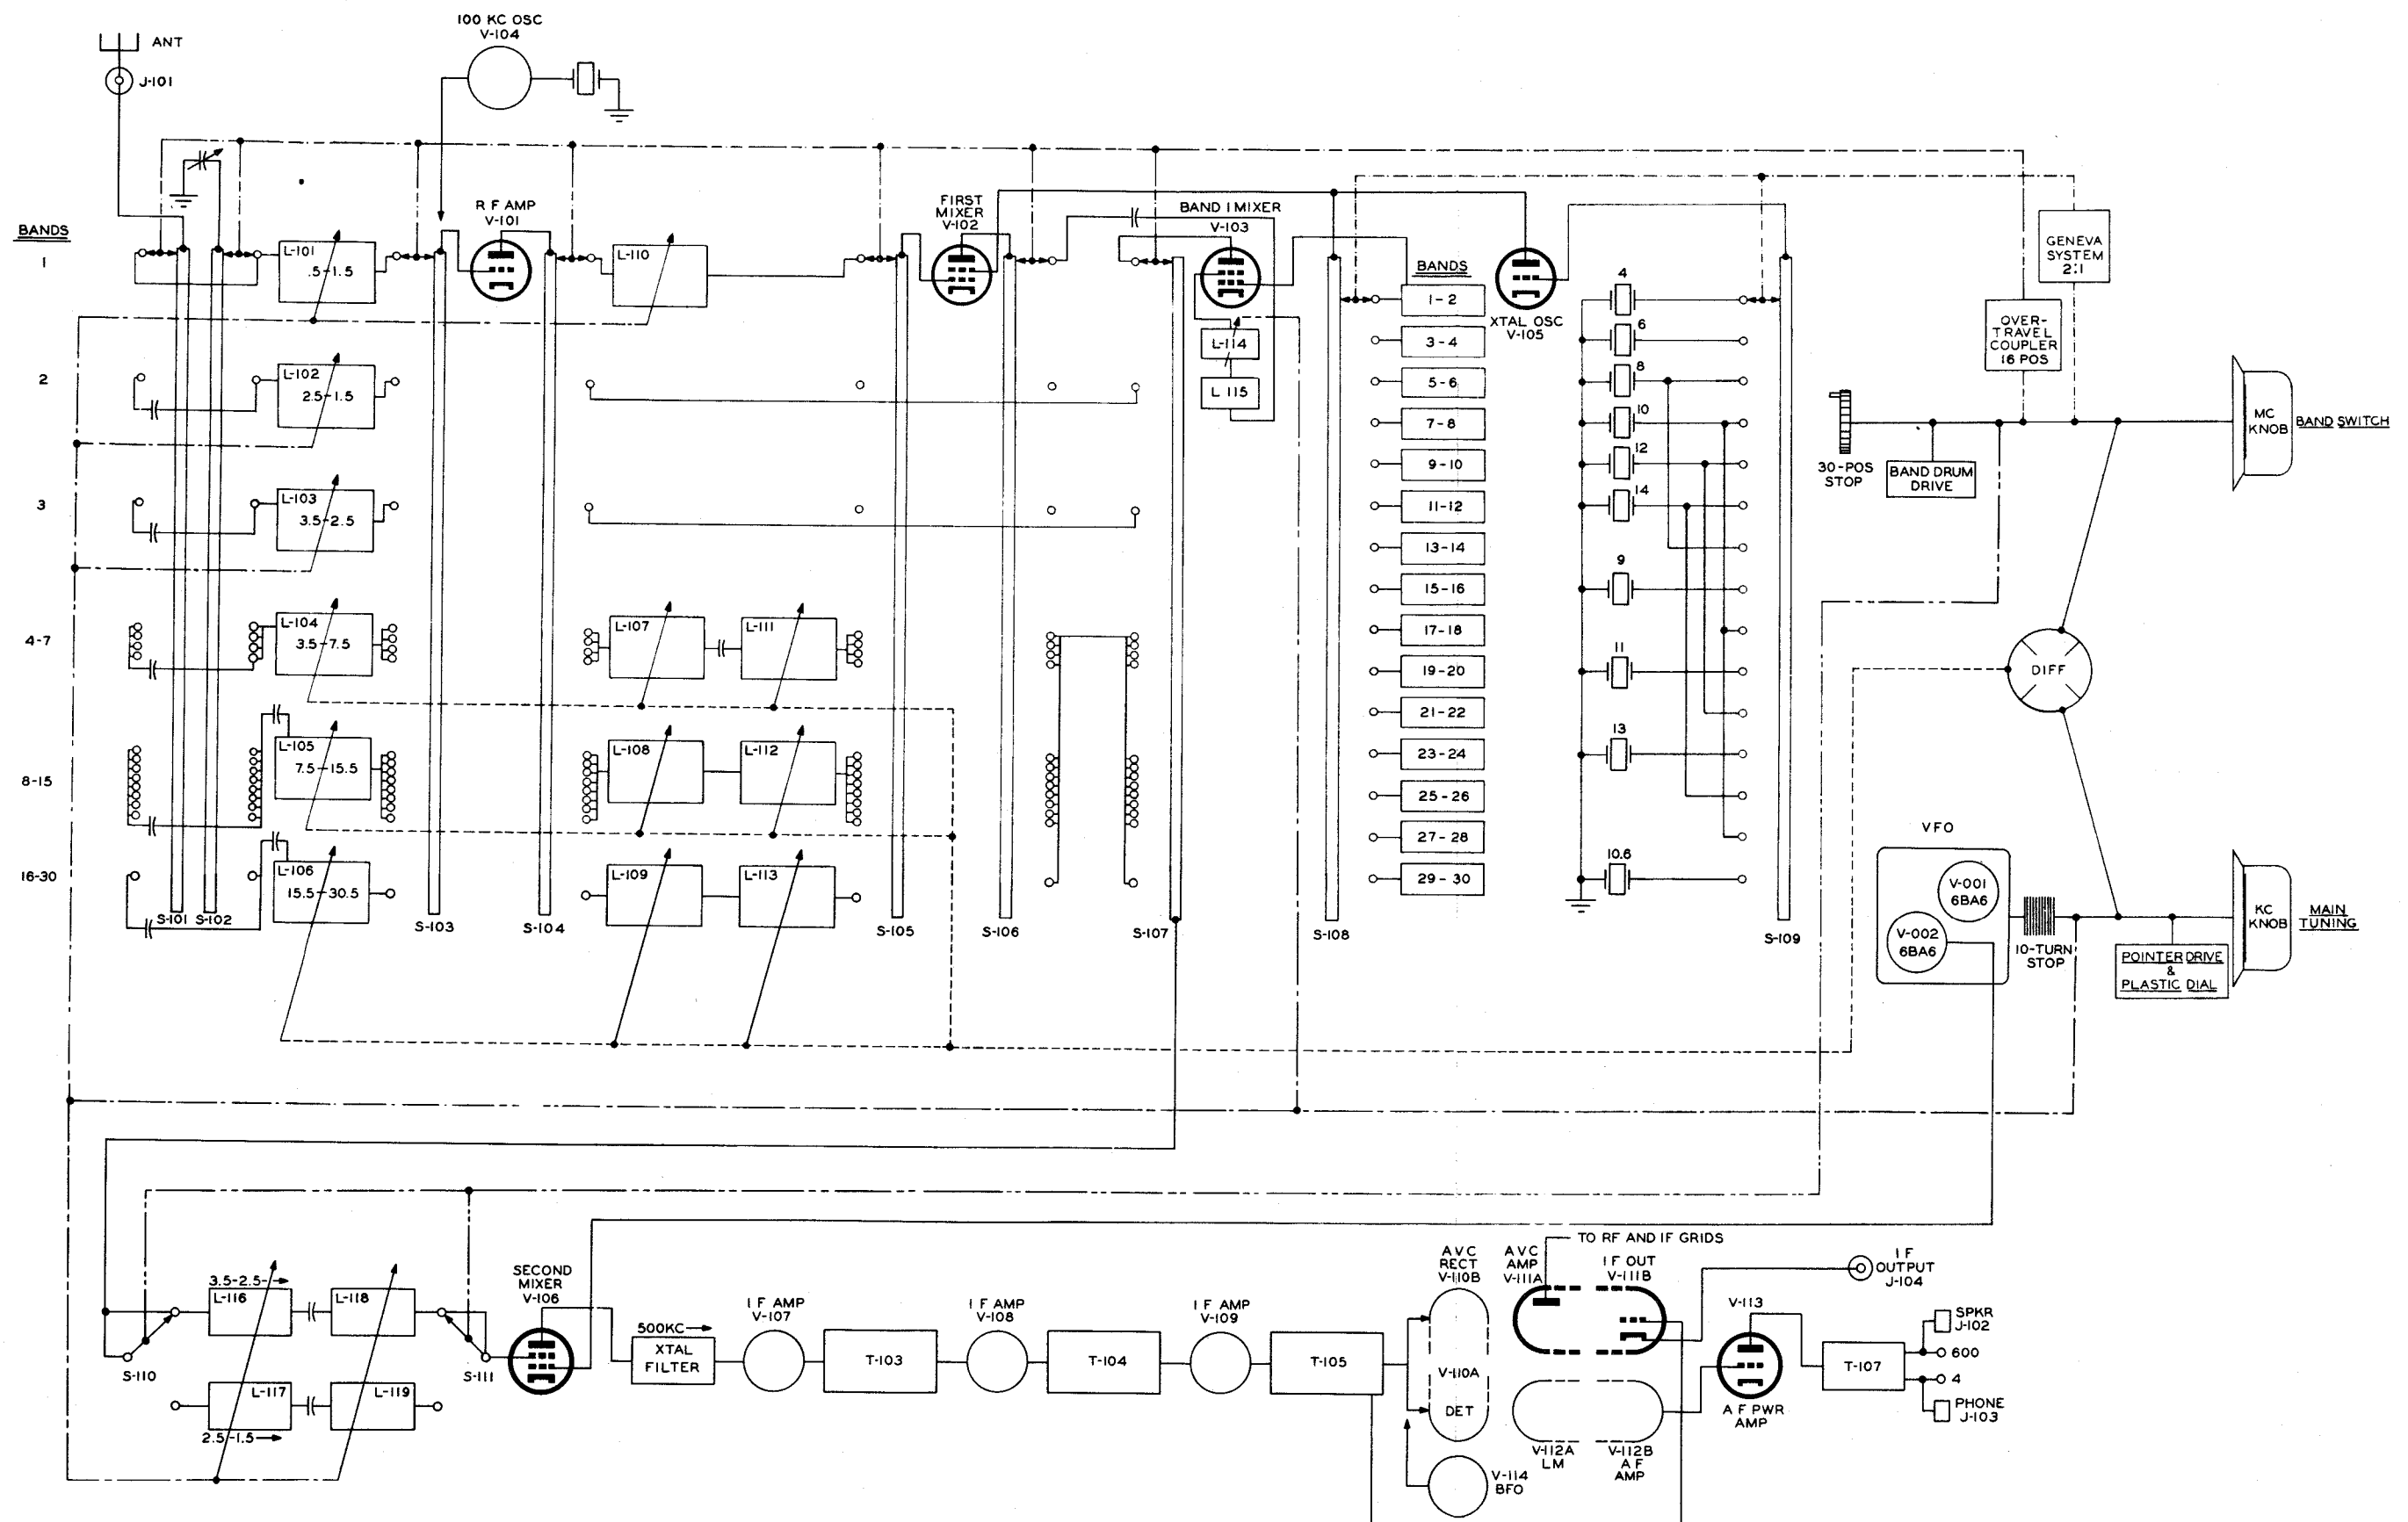 100 KC OSC
V-104
ANT
J-101
BANDS
1
2
3
4-7
8-15
16-30
L-101
.5-1.5
L-102
2.5-1.5
L-103
3.5-2.5
L-104
3.5-7.5
L-105
7.5-15.5
L-106
15.5-30.5
S-101
S-102
S-103
R F AMP
V-101
S-104
L-110
L-107
L-111
L-108
L-112
L-109
L-113
S-105
FIRST
MIXER
V-102
S-106
BAND 1 MIXER
V-103
L-114
L 115
S-107
S-108
BANDS
1-2
3-4
5-6
7-8
9-10
11-12
13-14
15-16
17-18
19-20
21-22
23-24
25-26
27-28
29-30
XTAL OSC
V-105
4
6
8
10
12
14
9
11
13
10.6
S-109
GENEVA
SYSTEM
2:1
OVER-
TRAVEL
COUPLER
16 POS
30-POS
STOP
BAND DRUM
DRIVE
MC
KNOB
BAND SWITCH
DIFF
VFO
V-001
6BA6
V-002
6BA6
10-TURN
STOP
POINTER DRIVE
&
PLASTIC DIAL
KC
KNOB
MAIN
TUNING
S-110
3.5-2.5
L-116
L-118
L-117
L-119
2.5-1.5
S-111
SECOND
MIXER
V-106
500KC
XTAL
FILTER
I F AMP
V-107
T-103
I F AMP
V-108
T-104
I F AMP
V-109
T-105
AVC
RECT
V-110B
V-110A
DET
V-114
BFO
AVC
AMP
V-111A
TO RF AND IF GRIDS
I F OUT
V-111B
V-112A
LM
V-112B
A F
AMP
V-113
A F PWR
AMP
T-107
I F
OUTPUT
J-104
SPKR
J-102
600
4
PHONE
J-103